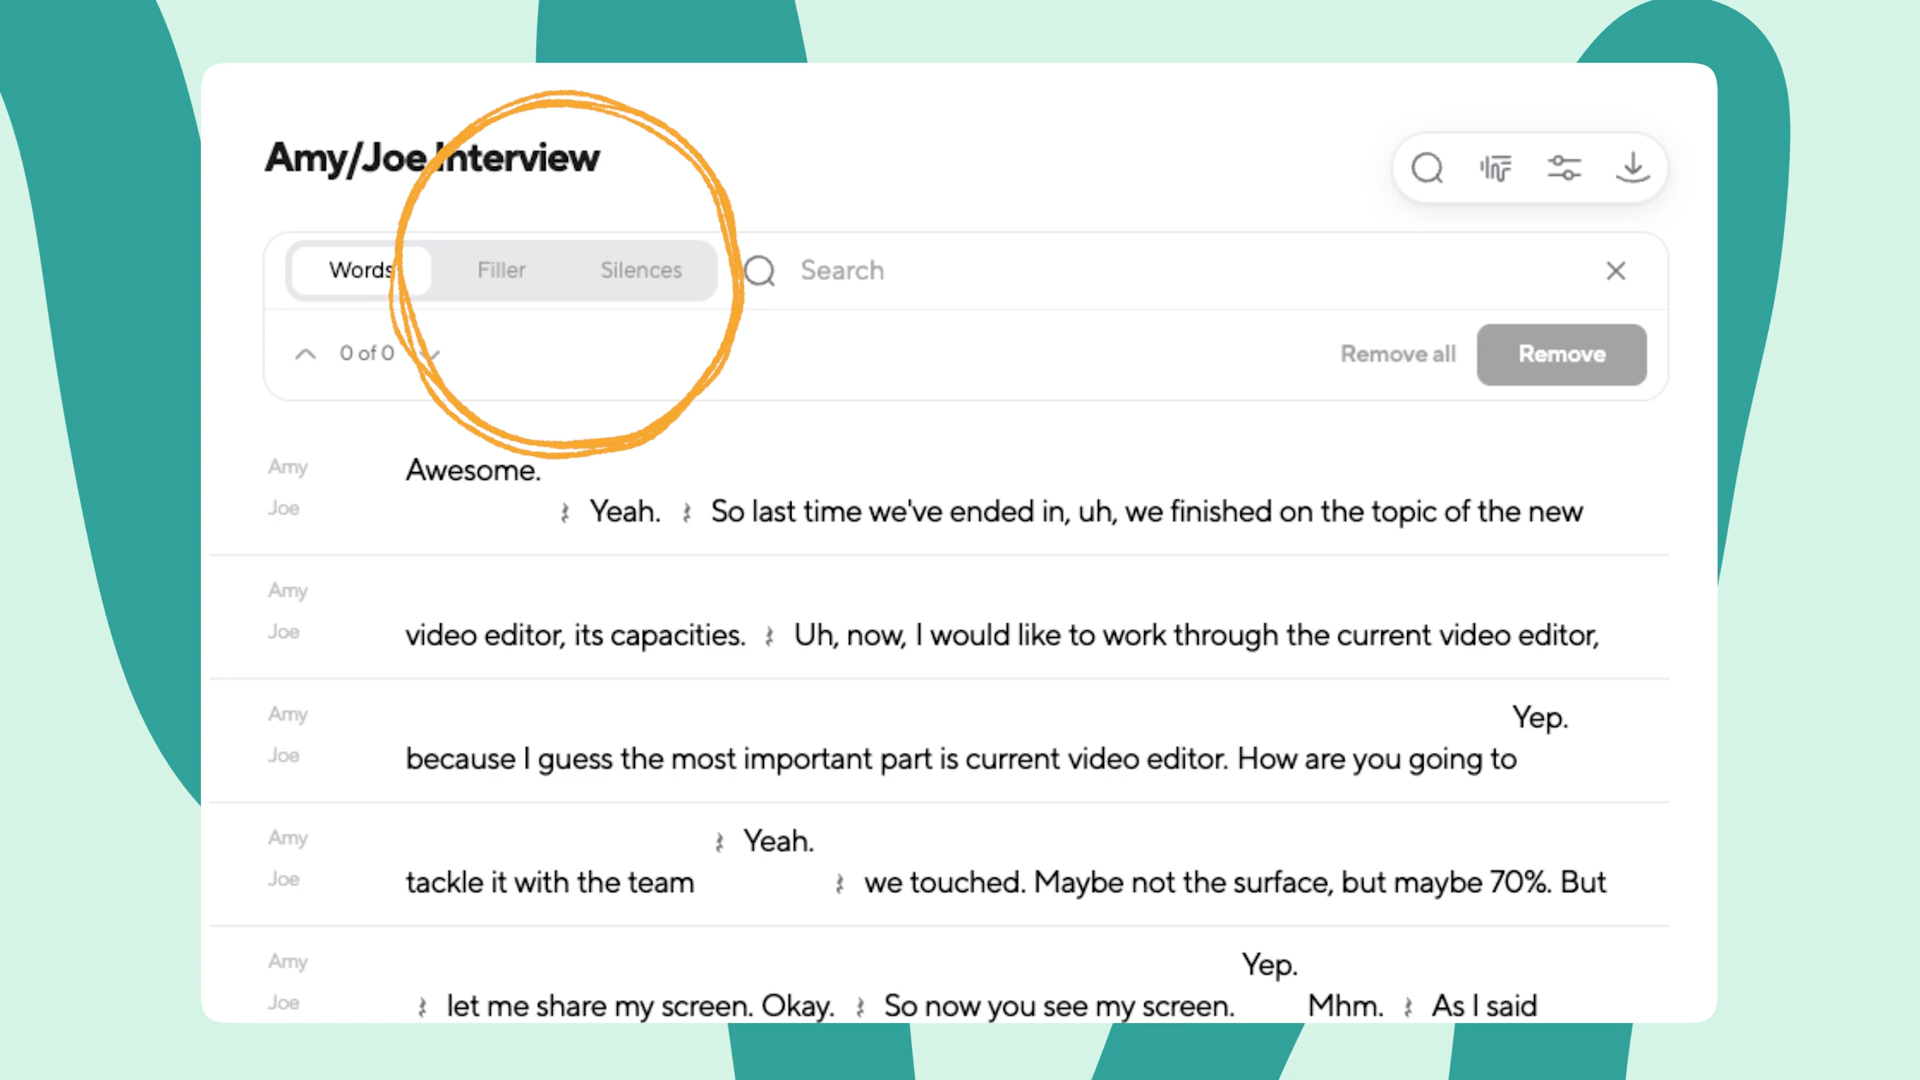 Amy/Joe Interview
Words Filler Silences Search
0 of 0 Remove all Remove
Amy Awesome.
Joe Yeah. So last time we've ended in, uh, we finished on the topic of the new
Amy
Joe video editor, its capacities. Uh, now, I would like to work through the current video editor,
Amy Yep.
Joe because I guess the most important part is current video editor. How are you going to
Amy Yeah.
Joe tackle it with the team we touched. Maybe not the surface, but maybe 70%. But
Amy Yep.
Joe let me share my screen. Okay. So now you see my screen. Mhm. As I said